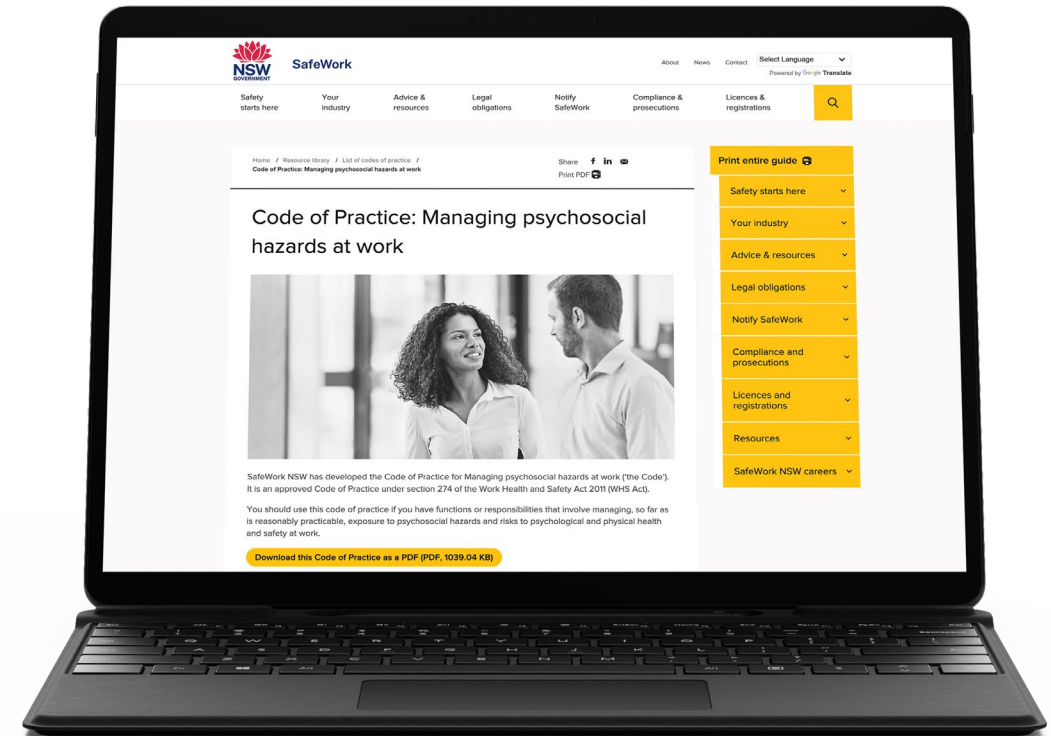 NSW
GOVERNMENT
SafeWork
About News Contact Select Language
Powered by Google Translate
Safety starts here
Your industry
Advice & resources
Legal obligations
Notify SafeWork
Compliance & prosecutions
Licences & registrations
Home / Resource library / List of codes of practice /
Code of Practice: Managing psychosocial hazards at work
Share
Print PDF
Code of Practice: Managing psychosocial
hazards at work
SafeWork NSW has developed the Code of Practice for Managing psychosocial hazards at work ('the Code').
It is an approved Code of Practice under section 274 of the Work Health and Safety Act 2011 (WHS Act).
You should use this code of practice if you have functions or responsibilities that involve managing, so far as
is reasonably practicable, exposure to psychosocial hazards and risks to psychological and physical health
and safety at work.
Download this Code of Practice as a PDF (PDF, 1039.04 KB)
Print entire guide
Safety starts here
Your industry
Advice & resources
Legal obligations
Notify SafeWork
Compliance and
prosecutions
Licences and
registrations
Resources
SafeWork NSW careers